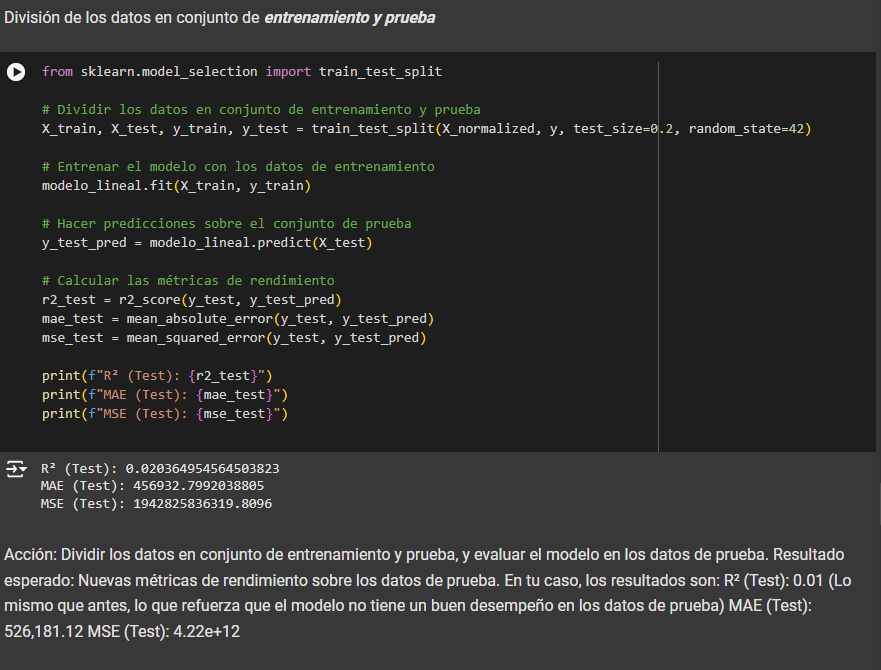 División de los datos en conjunto de entrenamiento y prueba
from sklearn.model_selection import train_test_split
# Dividir los datos en conjunto de entrenamiento y prueba
X_train, X_test, y_train, y_test = train_test_split(X_normalized, y, test_size=0.2, random_state=42)
# Entrenar el modelo con los datos de entrenamiento
modelo_lineal.fit(X_train, y_train)
# Hacer predicciones sobre el conjunto de prueba
y_test_pred = modelo_lineal.predict(X_test)
# Calcular las métricas de rendimiento
r2_test = r2_score(y_test, y_test_pred)
mae_test = mean_absolute_error(y_test, y_test_pred)
mse_test = mean_squared_error(y_test, y_test_pred)
print(f"R² (Test): {r2_test}")
print(f"MAE (Test): {mae_test}")
print(f"MSE (Test): {mse_test}")
R² (Test): 0.020364954564503823
MAE (Test): 456932.7992038805
MSE (Test): 1942825836319.8096
Acción: Dividir los datos en conjunto de entrenamiento y prueba, y evaluar el modelo en los datos de prueba. Resultado
esperado: Nuevas métricas de rendimiento sobre los datos de prueba. En tu caso, los resultados son: R² (Test): 0.01 (Lo
mismo que antes, lo que refuerza que el modelo no tiene un buen desempeño en los datos de prueba) MAE (Test):
526,181.12 MSE (Test): 4.22e+12